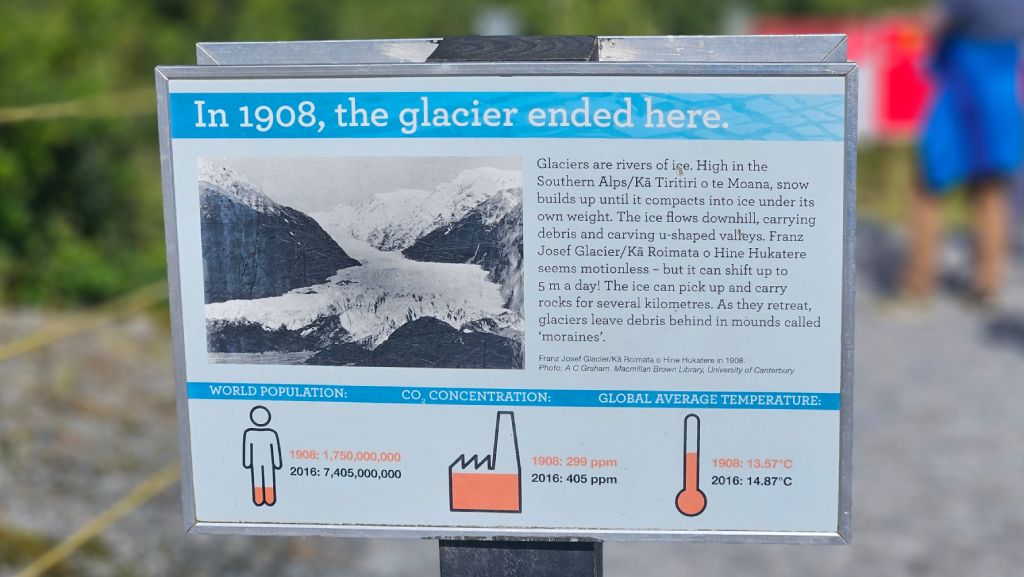 In 1908, the glacier ended here.
Glaciers are rivers of ice. High in the
Southern Alps/Kā Tiritiri o te Moana, snow
builds up until it compacts into ice under its
own weight. The ice flows downhill, carrying
debris and carving u-shaped valleys. Franz
Josef Glacier/Kā Roimata o Hine Hukatere
seems motionless – but it can shift up to
5 m a day! The ice can pick up and carry
rocks for several kilometres. As they retreat,
glaciers leave debris behind in mounds called
‘moraines’.
Franz Josef Glacier/Kā Roimata o Hine Hukatere in 1908.
Photo: A C Graham. Macmillan Brown Library, University of Canterbury
WORLD POPULATION:
1908: 1,750,000,000
2016: 7,405,000,000
CO₂ CONCENTRATION:
1908: 299 ppm
2016: 405 ppm
GLOBAL AVERAGE TEMPERATURE:
1908: 13.57°C
2016: 14.87°C